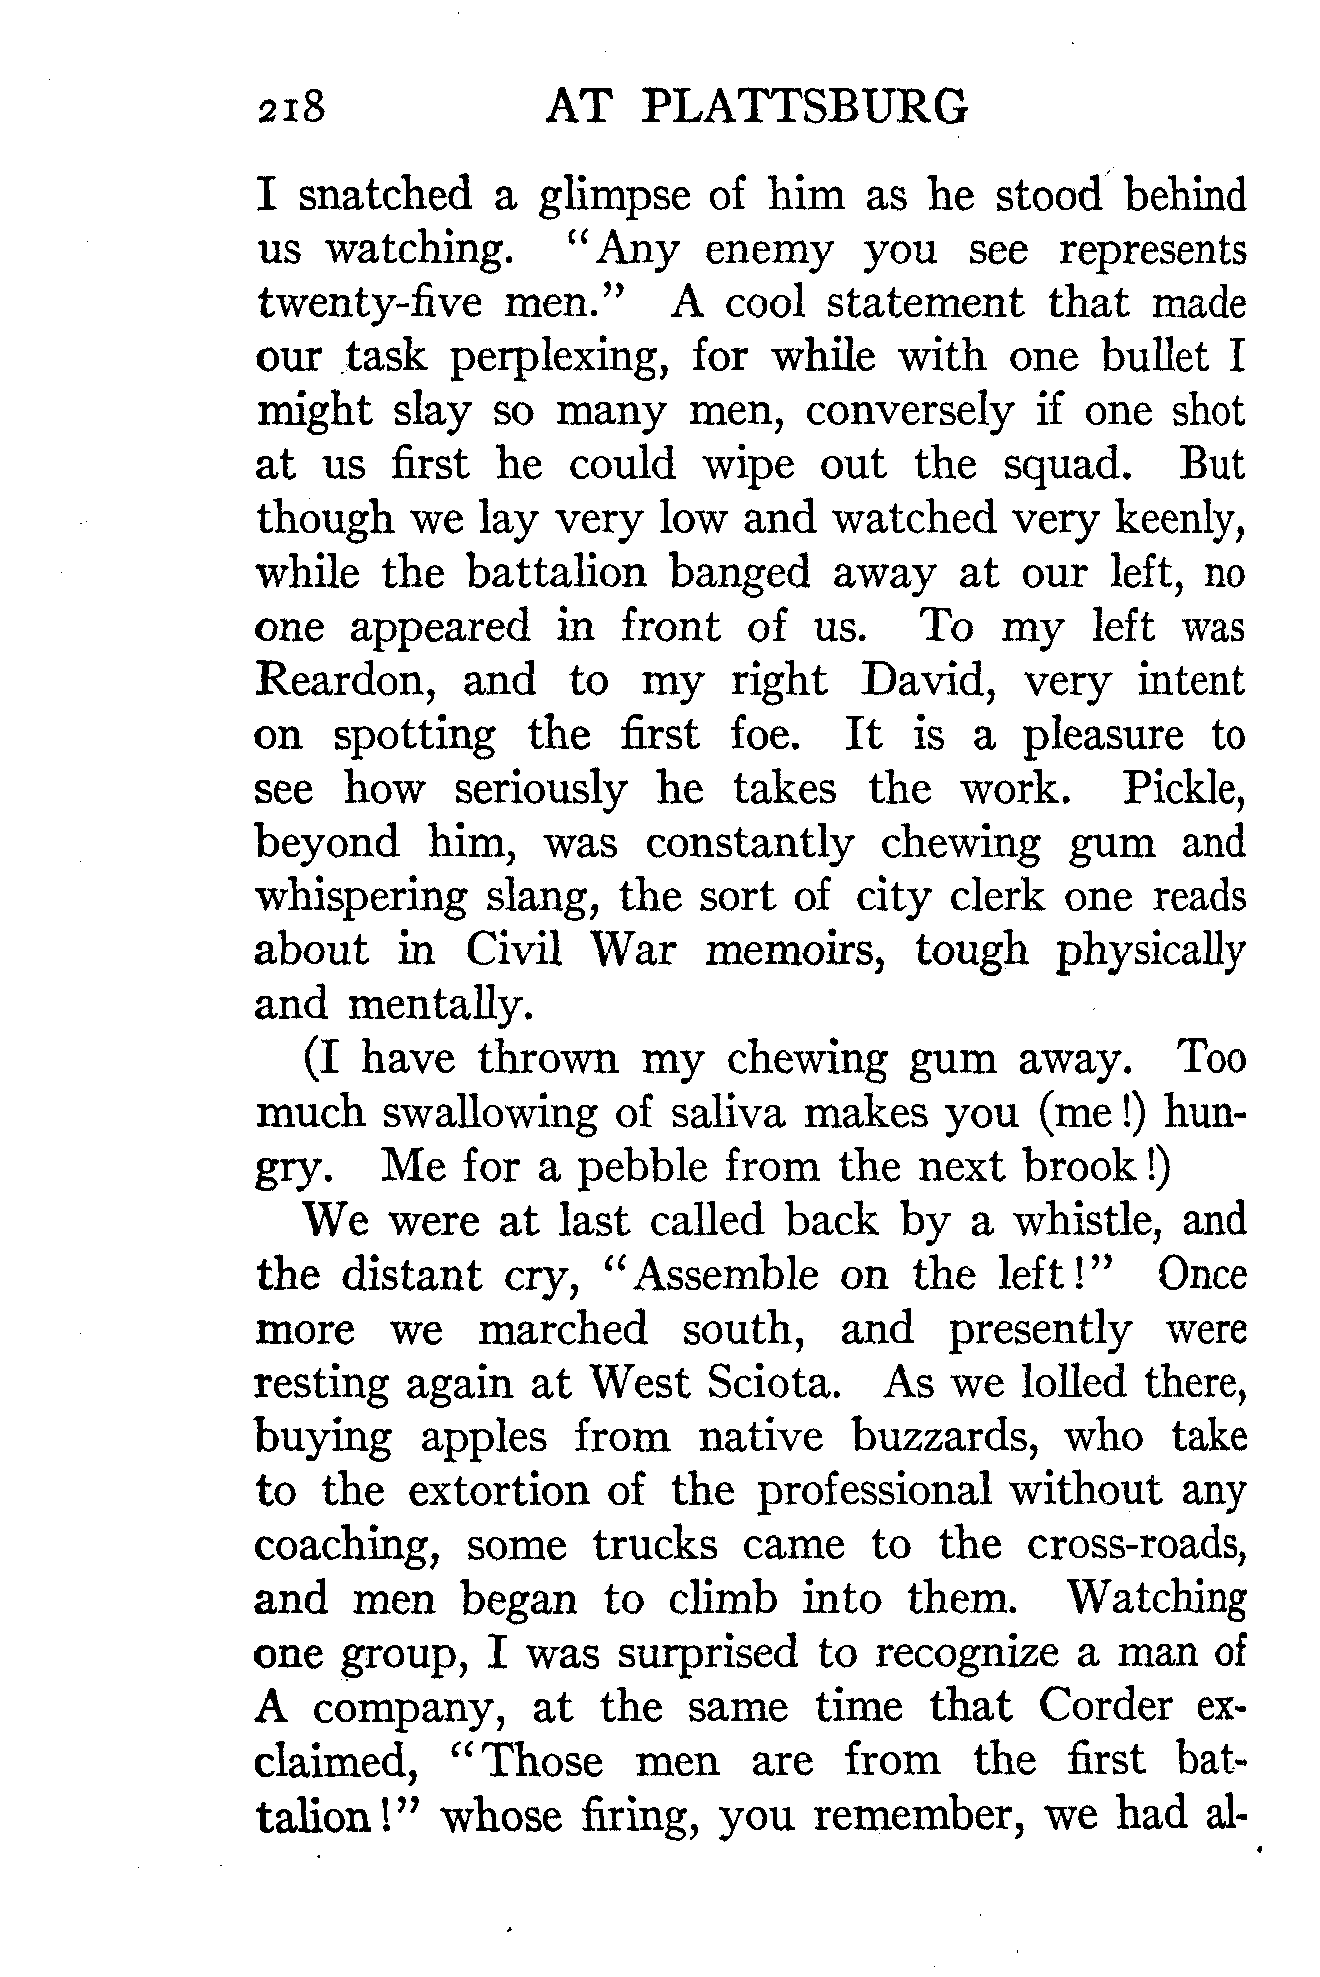 218 AT PLATTSBURG
I snatched a glimpse of him as he stood behind
us watching. "Any enemy you see represents
twenty-five men." A cool statement that made
our task perplexing, for while with one bullet I
might slay so many men, conversely if one shot
at us first he could wipe out the squad. But
though we lay very low and watched very keenly,
while the battalion banged away at our left, no
one appeared in front of us. To my left was
Reardon, and to my right David, very intent
on spotting the first foe. It is a pleasure to
see how seriously he takes the work. Pickle,
beyond him, was constantly chewing gum and
whispering slang, the sort of city clerk one reads
about in Civil War memoirs, tough physically
and mentally.
(I have thrown my chewing gum away. Too
much swallowing of saliva makes you (me!) hun-
gry. Me for a pebble from the next brook!)
We were at last called back by a whistle, and
the distant cry, "Assemble on the left!" Once
more we marched south, and presently were
resting again at West Sciota. As we lolled there,
buying apples from native buzzards, who take
to the extortion of the professional without any
coaching, some trucks came to the cross-roads,
and men began to climb into them. Watching
one group, I was surprised to recognize a man of
A company, at the same time that Corder ex-
claimed, "Those men are from the first bat-
talion!" whose firing, you remember, we had al-